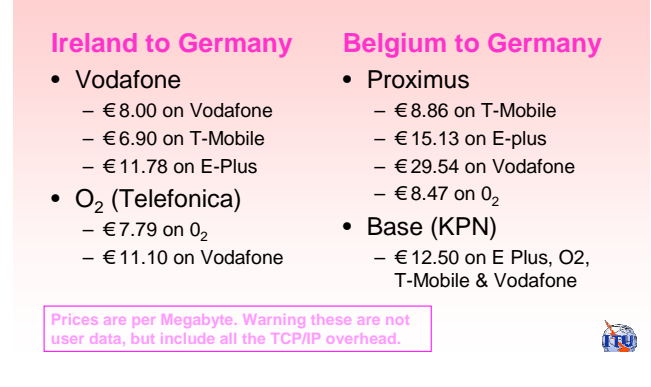 Ireland to Germany
• Vodafone
– €8.00 on Vodafone
– €6.90 on T-Mobile
– €11.78 on E-Plus
• O₂ (Telefonica)
– €7.79 on 0₂
– €11.10 on Vodafone
Belgium to Germany
• Proximus
– €8.86 on T-Mobile
– €15.13 on E-plus
– €29.54 on Vodafone
– €8.47 on 0₂
• Base (KPN)
– €12.50 on E Plus, O2,
T-Mobile & Vodafone
Prices are per Megabyte. Warning these are not
user data, but include all the TCP/IP overhead.
ITU